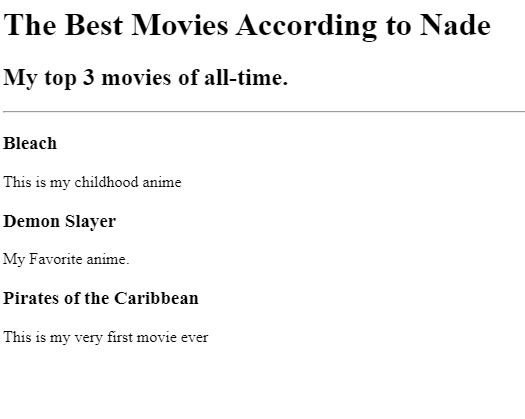 The Best Movies According to Nade
My top 3 movies of all-time.
Bleach
This is my childhood anime
Demon Slayer
My Favorite anime.
Pirates of the Caribbean
This is my very first movie ever